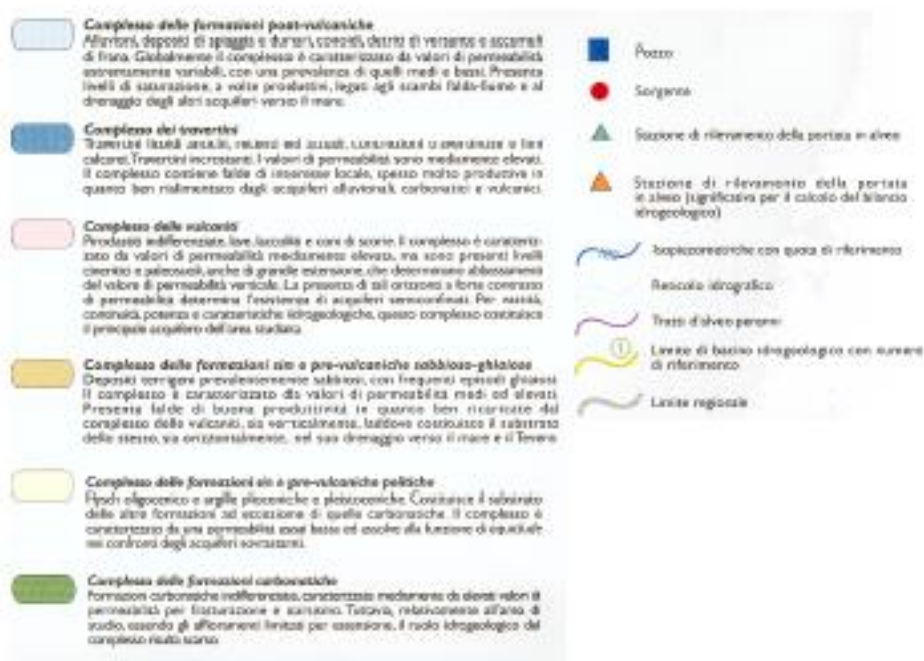 Complesso delle formazioni post-vulcaniche
Alluvioni, depositi di spiaggia e dunari, conoidi, detriti di versante e accumuli
di frana. Globalmente il complesso è caratterizzato da valori di permeabilità
estremamente variabili, con una prevalenza di quelli medi e bassi. Presenta
livelli di saturazione, a volte produttivi, legati agli scambi falda-fiume e al
drenaggio degli altri acquiferi verso il mare.
Complesso dei travertini
Travertini litoidi antichi, recenti ed attuali,
calcarei. Travertini incrostanti. I valori di permeabilità sono mediamente elevati.
Il complesso contiene falde di interesse locale, spesso molto produttive in
quanto ben rialimentato dagli acquiferi alluvionali, carbonatici e vulcanici.
Complesso delle vulcaniti
Piroclastiti indifferenziate, lave, laccoliti e coni di scorie. Il complesso è caratteriz-
zato da valori di permeabilità mediamente elevata, ma sono presenti livelli
cineritici e paleosuoli, anche di grande estensione, che determinano abbassamenti
del valore di permeabilità verticale. La presenza di tali orizzonti a forte contrasto
di permeabilità determina l'esistenza di acquiferi semiconfinati. Per
continuità, potenza e caratteristiche idrogeologiche, questo complesso costituisce
il principale acquifero dell'area studiata.
Complesso delle formazioni sin e pre-vulcaniche sabbioso-ghiaiose
Depositi terrigeni prevalentemente sabbiosi, con frequenti episodi ghiaiosi
Il complesso è caratterizzato da valori di permeabilità medi ed elevati.
Presenta falde di buona produttività in quanto ben ricaricate dal
complesso delle vulcaniti, sia verticalmente, laddove costituisce il substrato
dello stesso, sia orizzontalmente, nel suo drenaggio verso il mare e il Tevere
Complesso delle formazioni sin e pre-vulcaniche pelitiche
Flysch oligocenico e argille plioceniche e pleistoceniche. Costituisce il substrato
delle altre formazioni ad eccezione di quelle carbonatiche. Il complesso è
caratterizzato da una permeabilità assai bassa ed assolve alla funzione di
nei confronti degli acquiferi sovrastanti.
Complesso delle formazioni carbonatiche
Formazioni carbonatiche indifferenziate, caratterizzate mediamente da elevati valori di
permeabilità per fratturazione e carsismo. Tuttavia, relativamente all'area di
studio, essendo gli affioramenti limitati per estensione, il ruolo idrogeologico del
complesso risulta scarso.
Pozzo
Sorgente
Stazione di rilevamento della portata in alveo
Stazione di rilevamento della portata
in alveo (significativa per il calcolo del bilancio
idrogeologico)
Isopiezometriche con quota di riferimento
Reticolo idrografico
Tratti d'alveo perenni
1
Limite di bacino idrogeologico con numero
di riferimento
Limite regionale